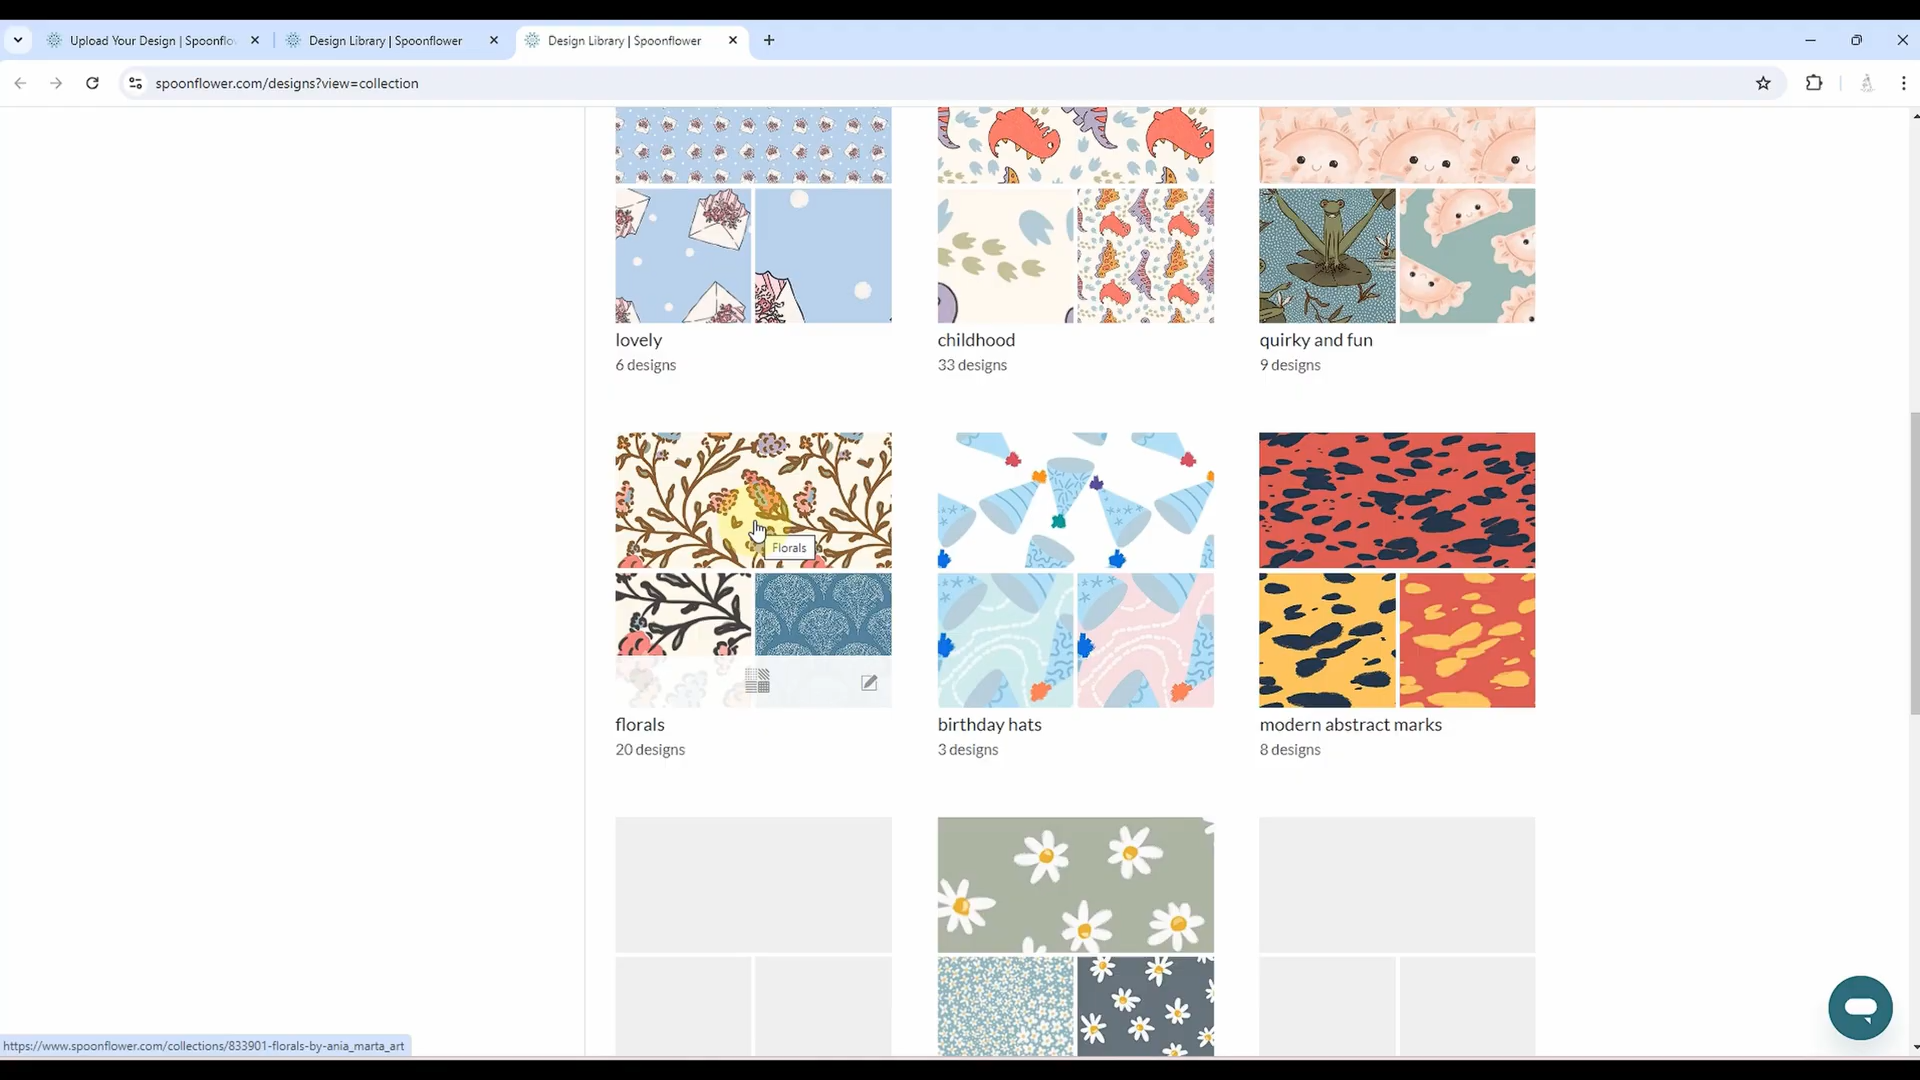 Upload Your Design | Spoonflo
Design Library | Spoonflower
Design Library | Spoonflower
spoonflower.com/designs?view=collection
lovely
6 designs
childhood
33 designs
quirky and fun
9 designs
Florals
florals
20 designs
birthday hats
3 designs
modern abstract marks
8 designs
https://www.spoonflower.com/collections/833901-florals-by-ania_marta_art